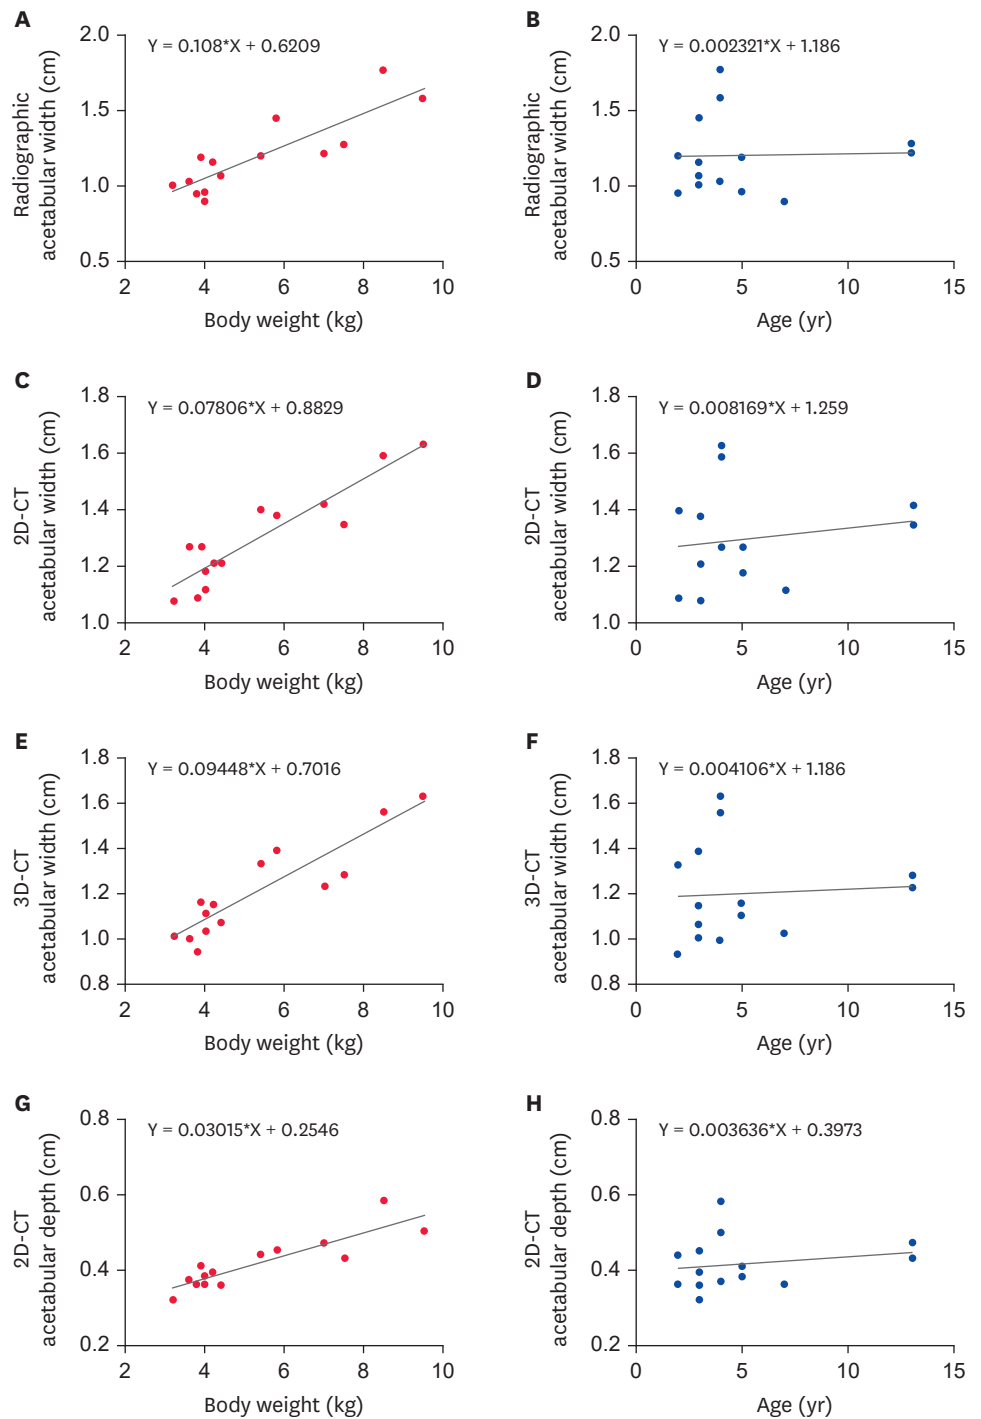 A
Y = 0.108*X + 0.6209
Radiographic
acetabular width (cm)
2.0
1.5
1.0
0.5
2 4 6 8 10
Body weight (kg)
B
Y = 0.002321*X + 1.186
Radiographic
acetabular width (cm)
2.0
1.5
1.0
0.5
0 5 10 15
Age (yr)
C
Y = 0.07806*X + 0.8829
2D-CT
acetabular width (cm)
1.8
1.6
1.4
1.2
1.0
2 4 6 8 10
Body weight (kg)
D
Y = 0.008169*X + 1.259
2D-CT
acetabular width (cm)
1.8
1.6
1.4
1.2
1.0
0 5 10 15
Age (yr)
E
Y = 0.09448*X + 0.7016
3D-CT
acetabular width (cm)
1.8
1.6
1.4
1.2
1.0
0.8
2 4 6 8 10
Body weight (kg)
F
Y = 0.004106*X + 1.186
3D-CT
acetabular width (cm)
1.8
1.6
1.4
1.2
1.0
0.8
0 5 10 15
Age (yr)
G
Y = 0.03015*X + 0.2546
2D-CT
acetabular depth (cm)
0.8
0.6
0.4
0.2
2 4 6 8 10
Body weight (kg)
H
Y = 0.003636*X + 0.3973
2D-CT
acetabular depth (cm)
0.8
0.6
0.4
0.2
0 5 10 15
Age (yr)